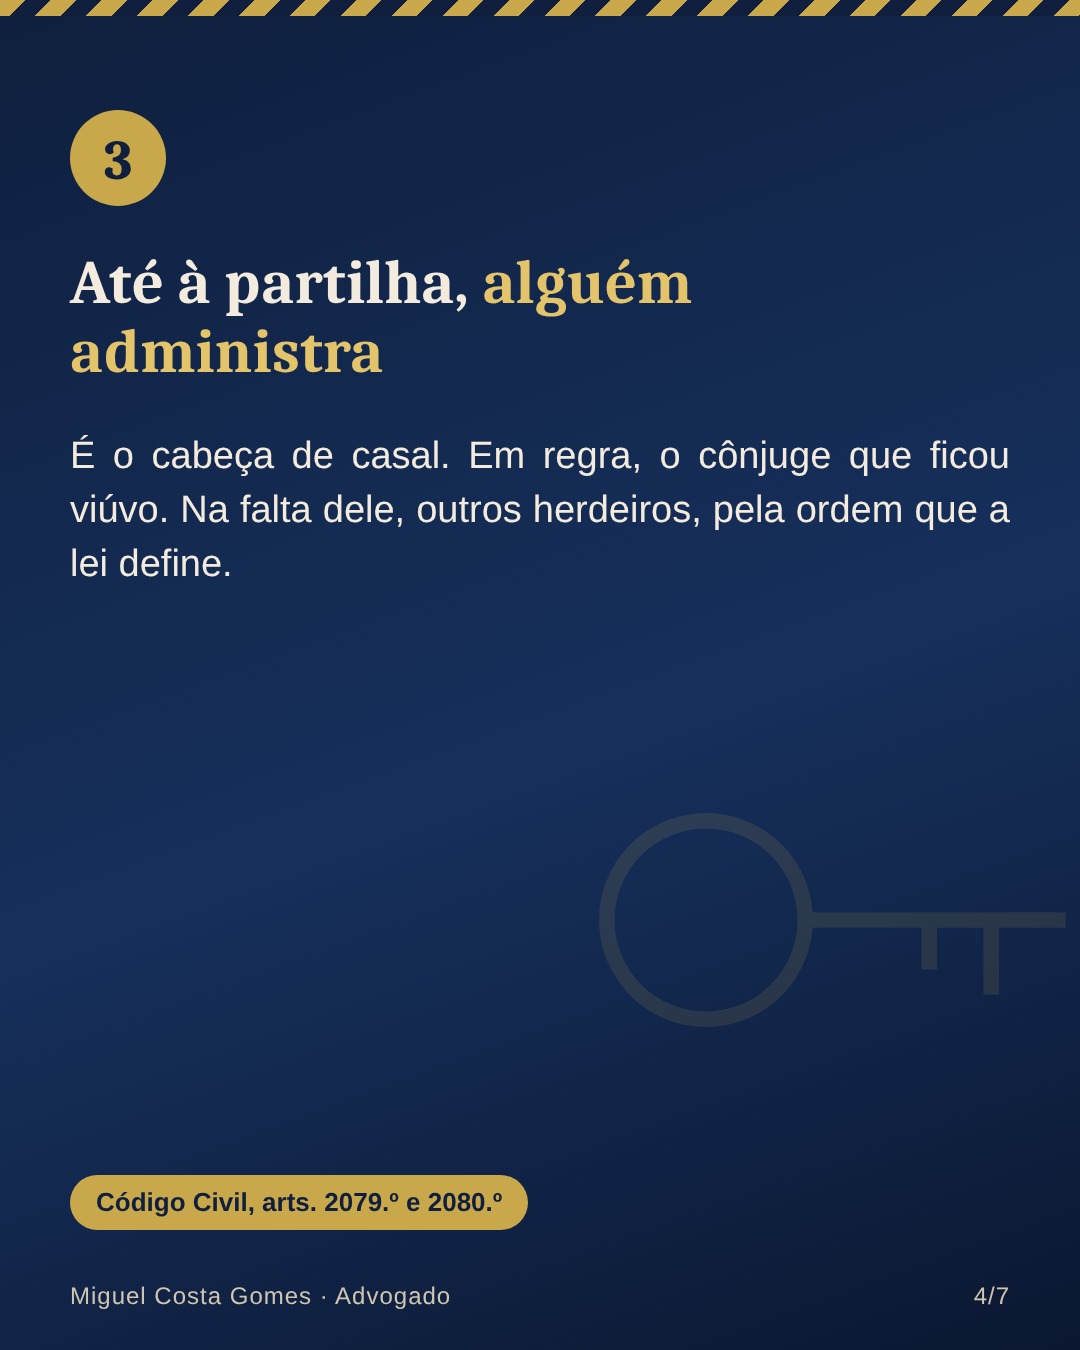 3
Até à partilha, alguém
administra
É o cabeça de casal. Em regra, o cônjuge que ficou
viúvo. Na falta dele, outros herdeiros, pela ordem que a
lei define.
Código Civil, arts. 2079.º e 2080.º
Miguel Costa Gomes · Advogado
4/7